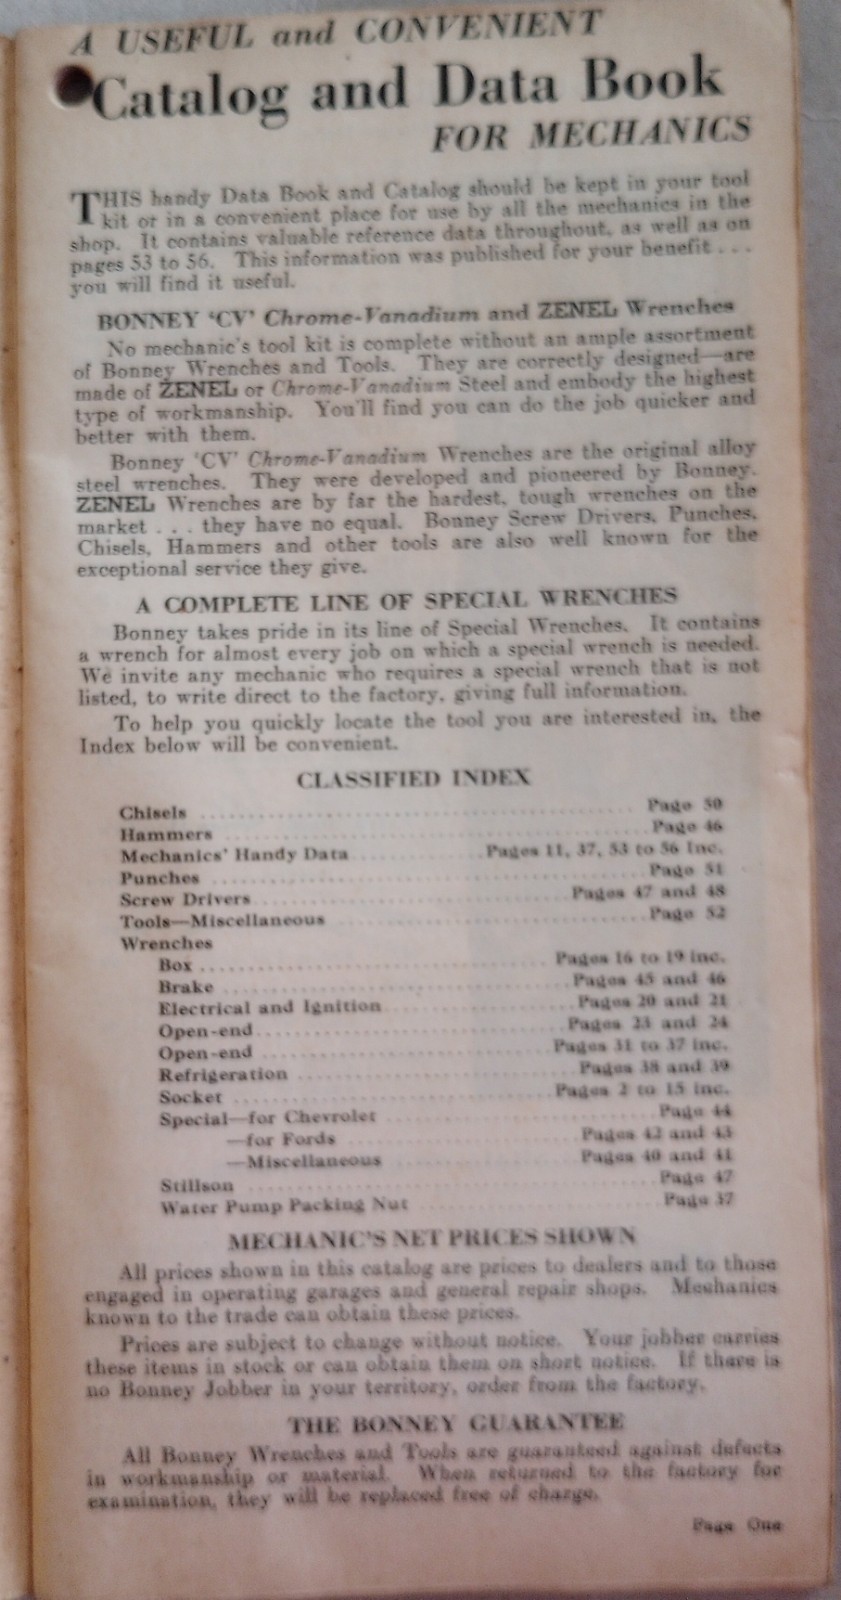 A USEFUL and CONVENIENT
Catalog and Data Book
FOR MECHANICS
THIS handy Data Book and Catalog should be kept in your tool
kit or in a convenient place for use by all the mechanics in the
shop. It contains valuable reference data throughout, as well as on
pages 53 to 56. This information was published for your benefit . . .
you will find it useful.
BONNEY 'CV' Chrome-Vanadium and ZENEL Wrenches
No mechanic's tool kit is complete without an ample assortment
of Bonney Wrenches and Tools. They are correctly designed—are
made of ZENEL or Chrome-Vanadium Steel and embody the highest
type of workmanship. You'll find you can do the job quicker and
better with them.
Bonney 'CV' Chrome-Vanadium Wrenches are the original alloy
steel wrenches. They were developed and pioneered by Bonney.
ZENEL Wrenches are by far the hardest, tough wrenches on the
market . . . they have no equal. Bonney Screw Drivers, Punches,
Chisels, Hammers and other tools are also well known for the
exceptional service they give.
A COMPLETE LINE OF SPECIAL WRENCHES
Bonney takes pride in its line of Special Wrenches. It contains
a wrench for almost every job on which a special wrench is needed.
We invite any mechanic who requires a special wrench that is not
listed, to write direct to the factory, giving full information.
To help you quickly locate the tool you are interested in, the
Index below will be convenient.
CLASSIFIED INDEX
Chisels ........ Page 50
Hammers ........ Page 46
Mechanics' Handy Data ........ Pages 11, 37, 53 to 56 Inc.
Punches ........ Page 51
Screw Drivers ........ Pages 47 and 48
Tools—Miscellaneous ........ Page 52
Wrenches
Box ........ Pages 16 to 19 inc.
Brake ........ Pages 45 and 46
Electrical and Ignition ........ Pages 20 and 21
Open-end ........ Pages 23 and 24
Open-end ........ Pages 31 to 37 inc.
Refrigeration ........ Pages 38 and 39
Socket ........ Pages 2 to 15 inc.
Special—for Chevrolet ........ Page 44
—for Fords ........ Pages 42 and 43
—Miscellaneous ........ Pages 40 and 41
Stillson ........ Page 47
Water Pump Packing Nut ........ Page 37
MECHANIC'S NET PRICES SHOWN
All prices shown in this catalog are prices to dealers and to those
engaged in operating garages and general repair shops. Mechanics
known to the trade can obtain these prices.
Prices are subject to change without notice. Your jobber carries
these items in stock or can obtain them on short notice. If there is
no Bonney Jobber in your territory, order from the factory.
THE BONNEY GUARANTEE
All Bonney Wrenches and Tools are guaranteed against defects
in workmanship or material. When returned to the factory for
examination, they will be replaced free of charge.
Page One